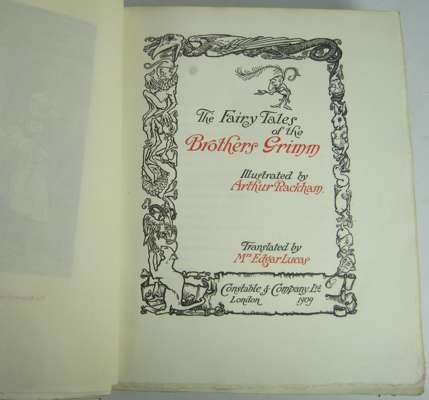 The Fairy Tales
of the
Brothers Grimm
Illustrated by
Arthur Rackham.
Translated by
Mrs Edgar Lucas
Constable & Company Ltd.
London 1909